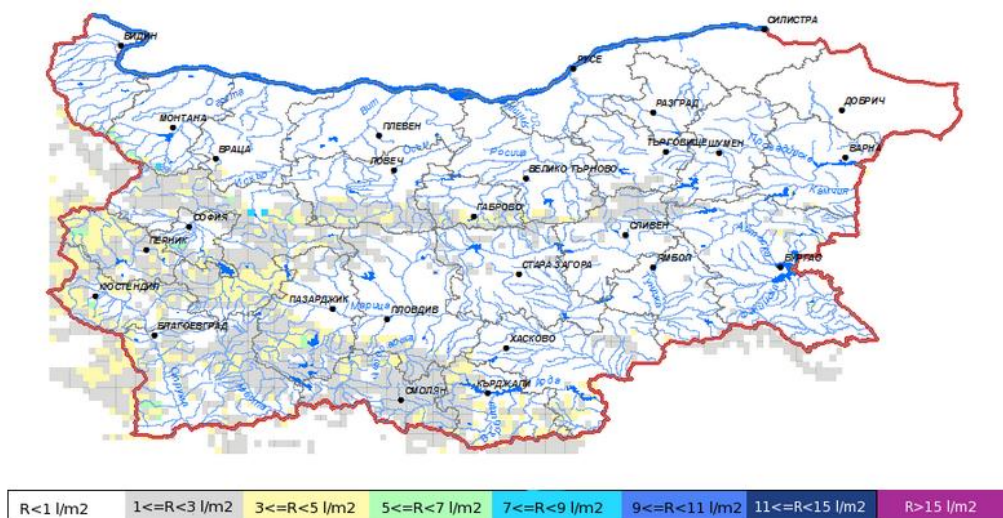 СИЛИСТРА
ВИДИН
РУСЕ
Огоста
Вит
РАЗГРАД
ДОБРИЧ
МОНТАНА
ПЛЕВЕН
ВРАЦА
ЛОВЕЧ
Росица
ТЪРГОВИЩЕ
ШУМЕН
ВАРНА
ВЕЛИКО ТЪРНОВО
Камчия
ГАБРОВО
СОФИЯ
СЛИВЕН
ПЕРНИК
СТАРА ЗАГОРА
ЯМБОЛ
БУРГАС
КЮСТЕНДИЛ
ПАЗАРДЖИК
Марица
ПЛОВДИВ
Тунджа
БЛАГОЕВГРАД
ХАСКОВО
КЪРДЖАЛИ
Арда
СМОЛЯН
Струма
Места
R<1 l/m2
1<=R<3 l/m2
3<=R<5 l/m2
5<=R<7 l/m2
7<=R<9 l/m2
9<=R<11 l/m2
11<=R<15 l/m2
R>15 l/m2